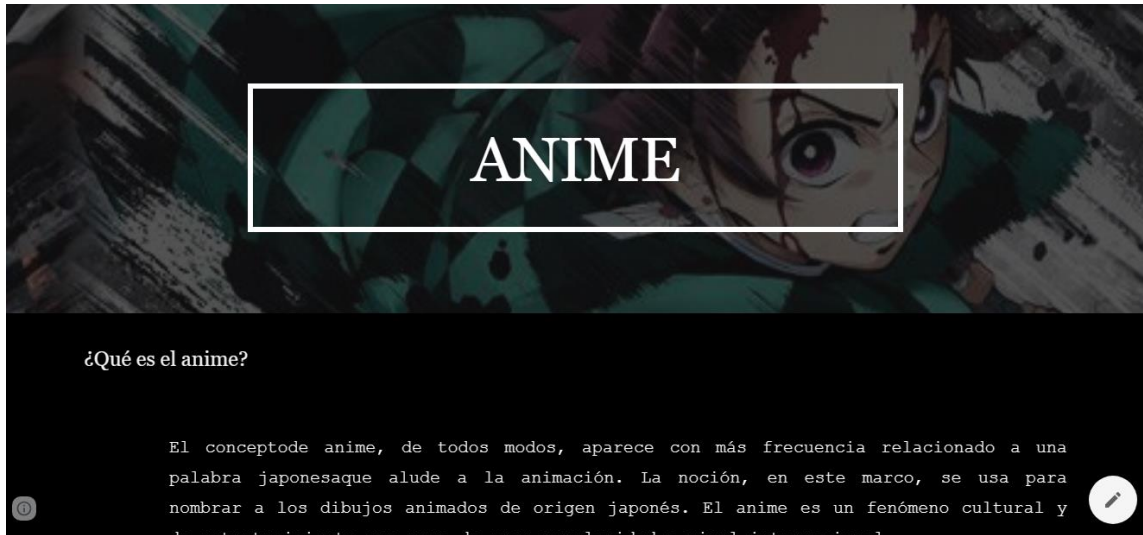 ANIME
¿Qué es el anime?
El conceptode anime, de todos modos, aparece con más frecuencia relacionado a una
palabra japonesaque alude a la animación. La noción, en este marco, se usa para
nombrar a los dibujos animados de origen japonés. El anime es un fenómeno cultural y